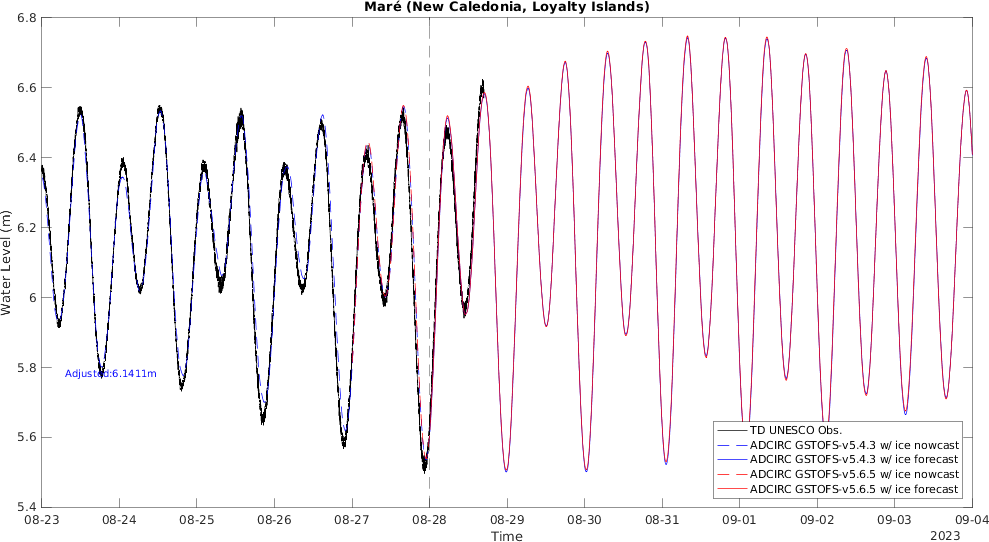 Maré (New Caledonia, Loyalty Islands)
Water Level (m)
6.8
6.6
6.4
6.2
6
5.8
5.6
5.4
Adjusted:6.1411m
TD UNESCO Obs.
ADCIRC GSTOFS-v5.4.3 w/ ice nowcast
ADCIRC GSTOFS-v5.4.3 w/ ice forecast
ADCIRC GSTOFS-v5.6.5 w/ ice nowcast
ADCIRC GSTOFS-v5.6.5 w/ ice forecast
08-23 08-24 08-25 08-26 08-27 08-28 08-29 08-30 08-31 09-01 09-02 09-03 09-04
Time
2023